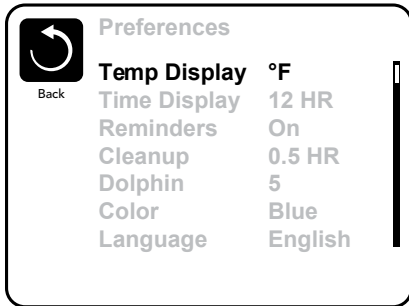 Preferences
Back
Temp Display °F
Time Display 12 HR
Reminders On
Cleanup 0.5 HR
Dolphin 5
Color Blue
Language English